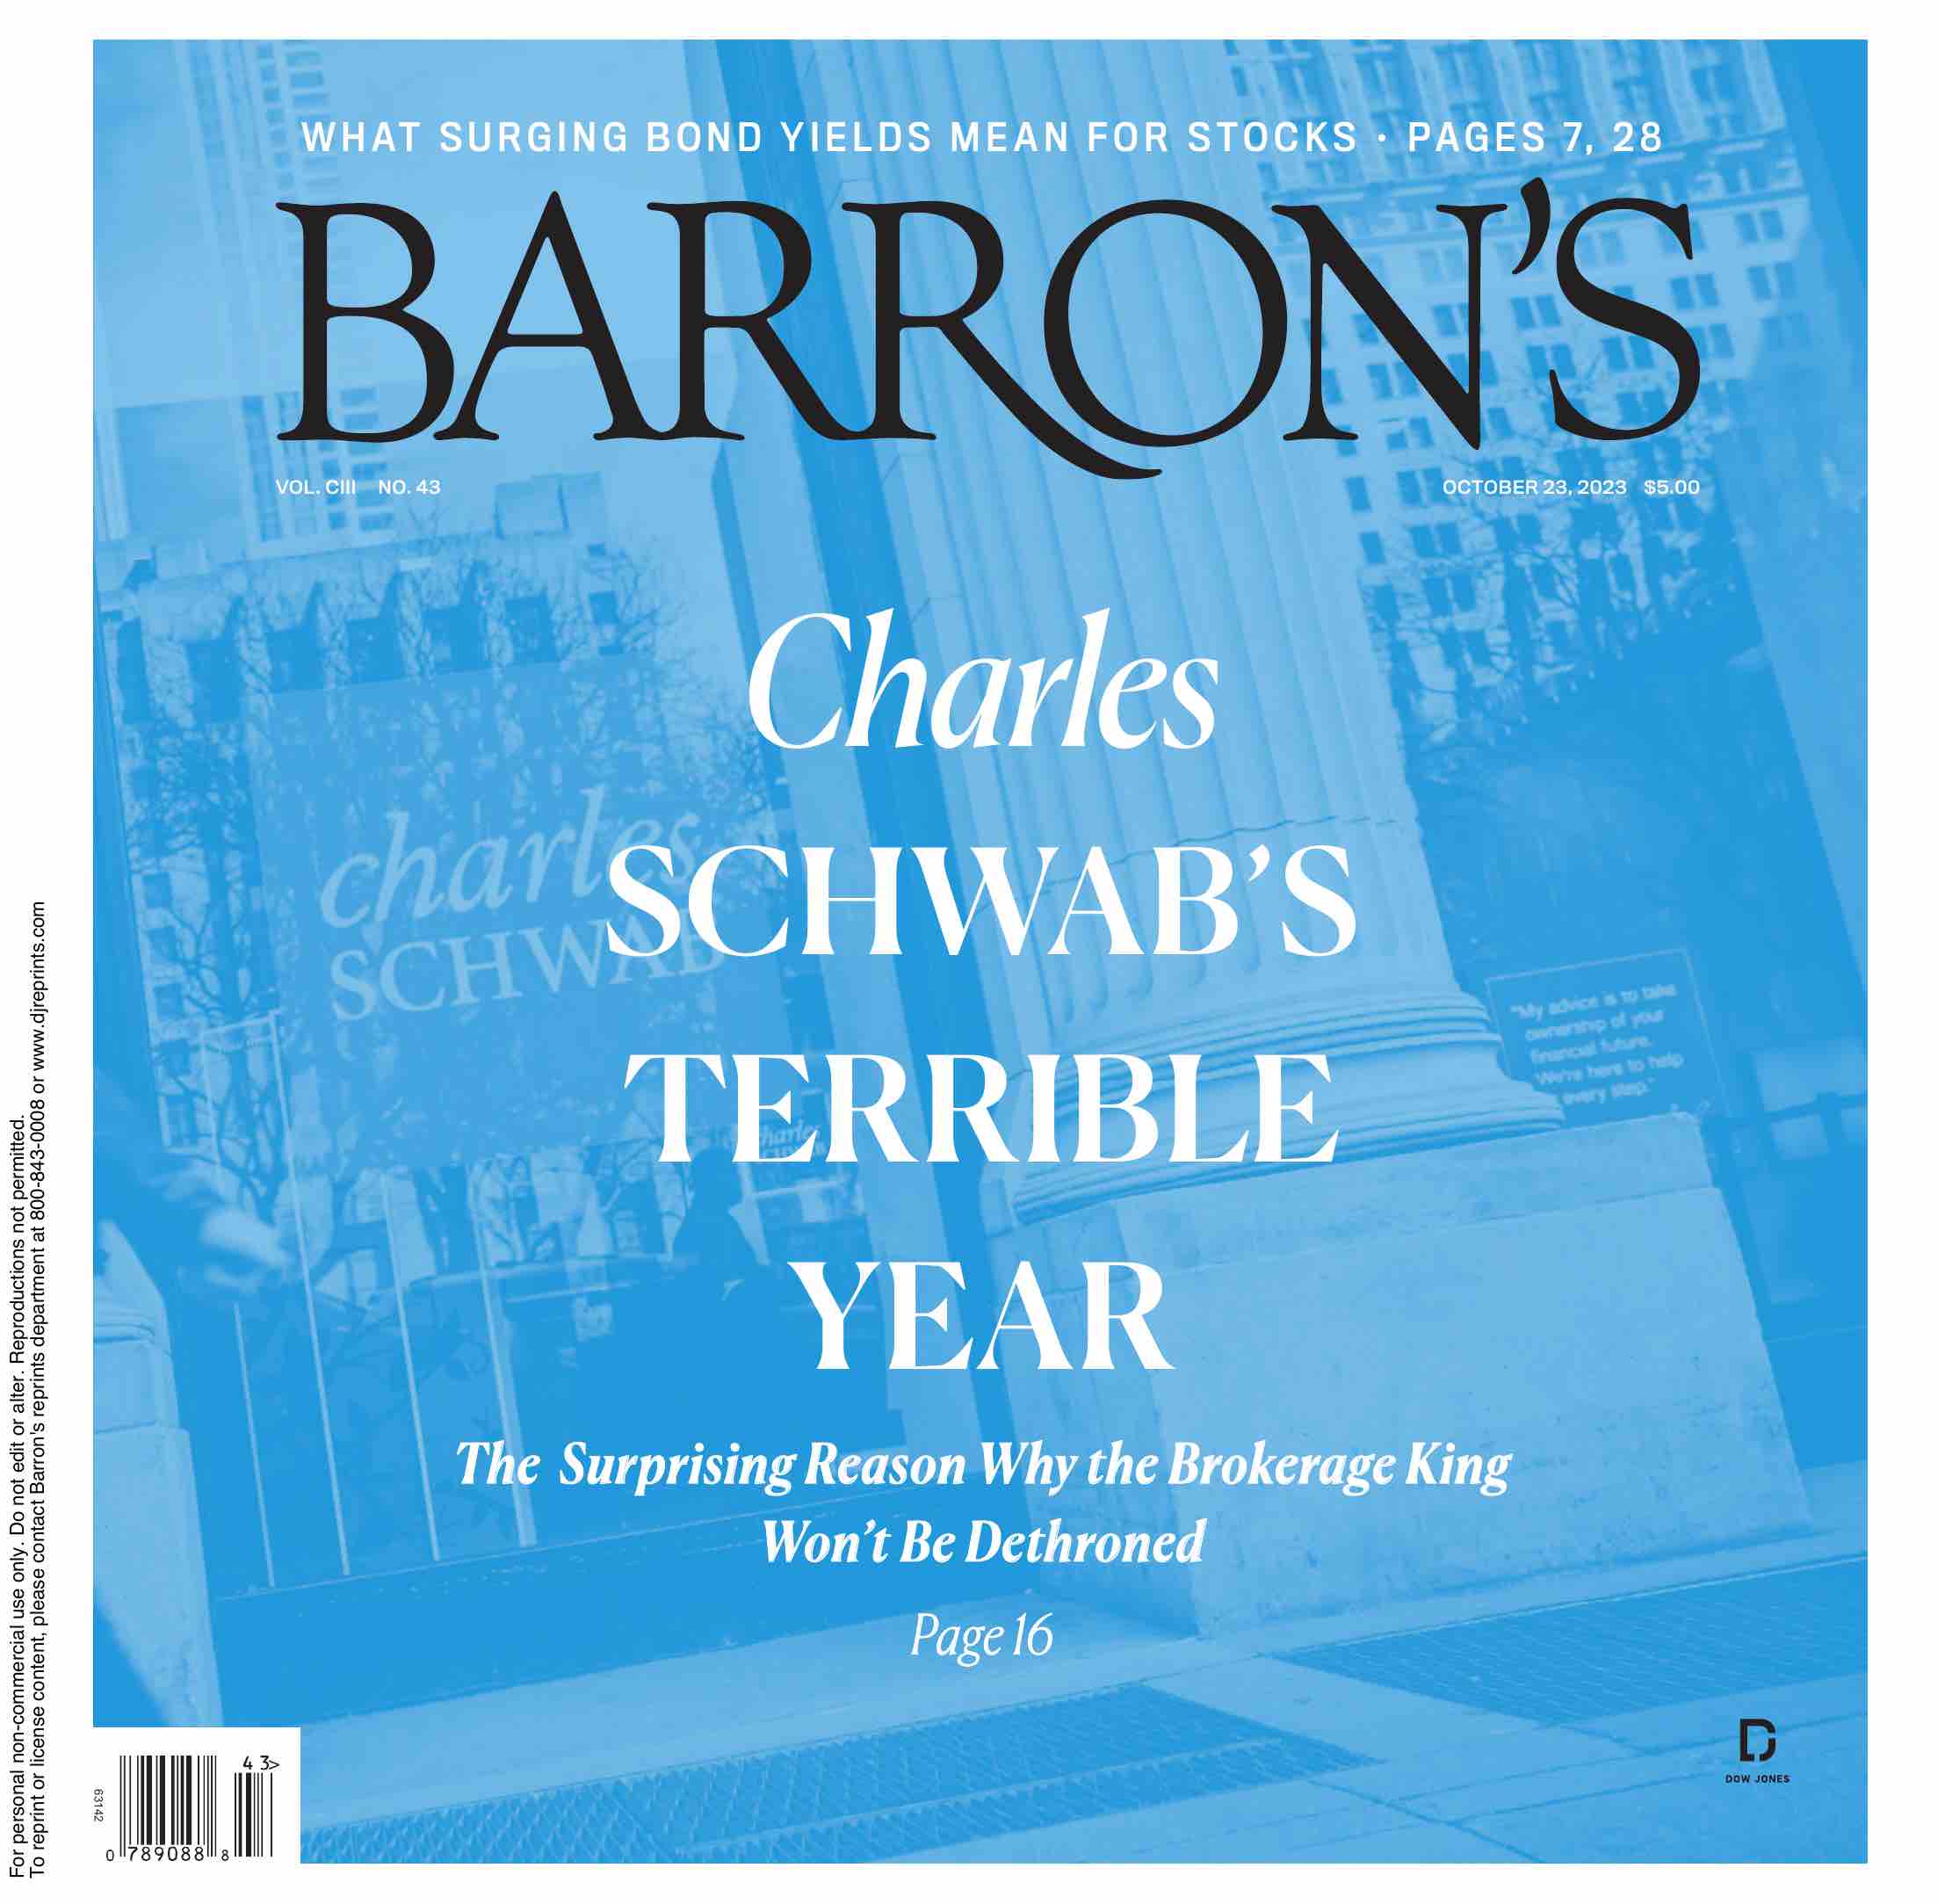 WHAT SURGING BOND YIELDS MEAN FOR STOCKS • PAGES 7, 28
BARRON'S
VOL. CIII NO. 43
OCTOBER 23, 2023 $5.00
Charles
SCHWAB'S
TERRIBLE
YEAR
The Surprising Reason Why the Brokerage King
Won't Be Dethroned
Page 16
charles
SCHWAB
charles
"My advice is to take
ownership of your
financial future.
We're here to help
every step."
DOW JONES
63142
43>
0 789088 8
For personal non-commercial use only. Do not edit or alter. Reproductions not permitted.
To reprint or license content, please contact Barron's reprints department at 800-843-0008 or www.djreprints.com